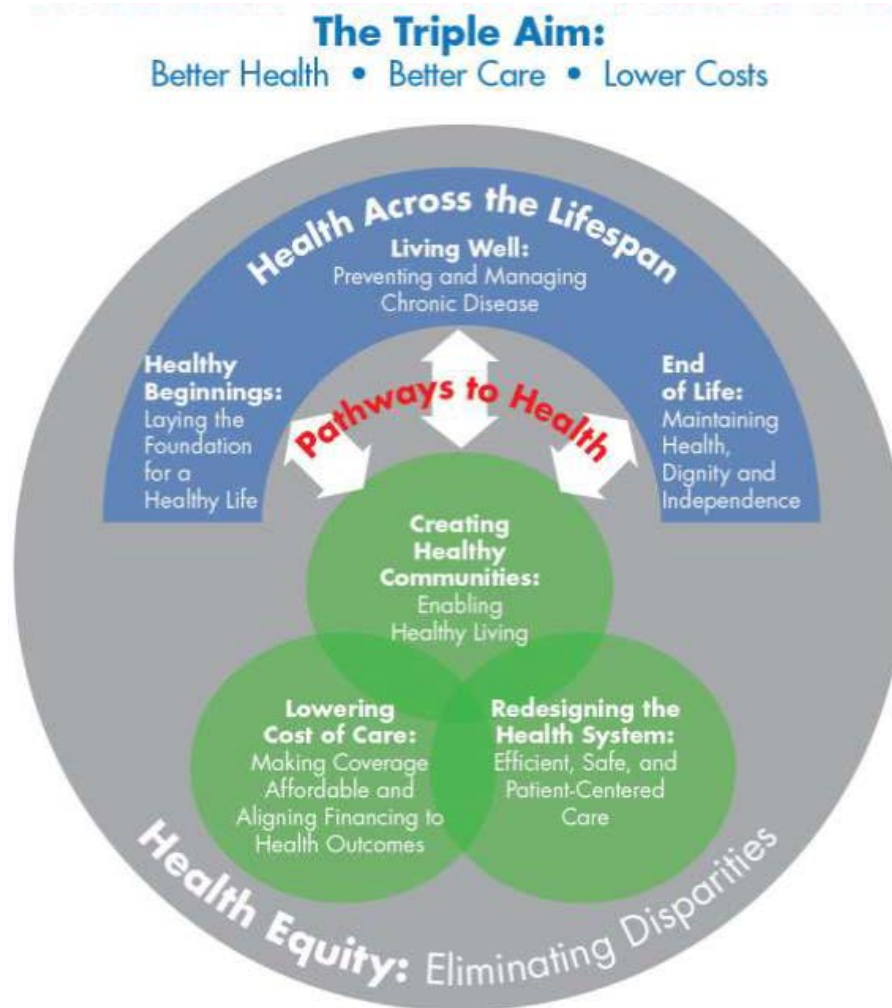 The Triple Aim:
Better Health • Better Care • Lower Costs
Health Across the Lifespan
Living Well:
Preventing and Managing
Chronic Disease
Healthy
Beginnings:
Laying the
Foundation
for a
Healthy Life
End
of Life:
Maintaining
Health,
Dignity and
Independence
Pathways to Health
Creating
Healthy
Communities:
Enabling
Healthy Living
Lowering
Cost of Care:
Making Coverage
Affordable and
Aligning Financing to
Health Outcomes
Redesigning the
Health System:
Efficient, Safe, and
Patient-Centered
Care
Health Equity: Eliminating Disparities